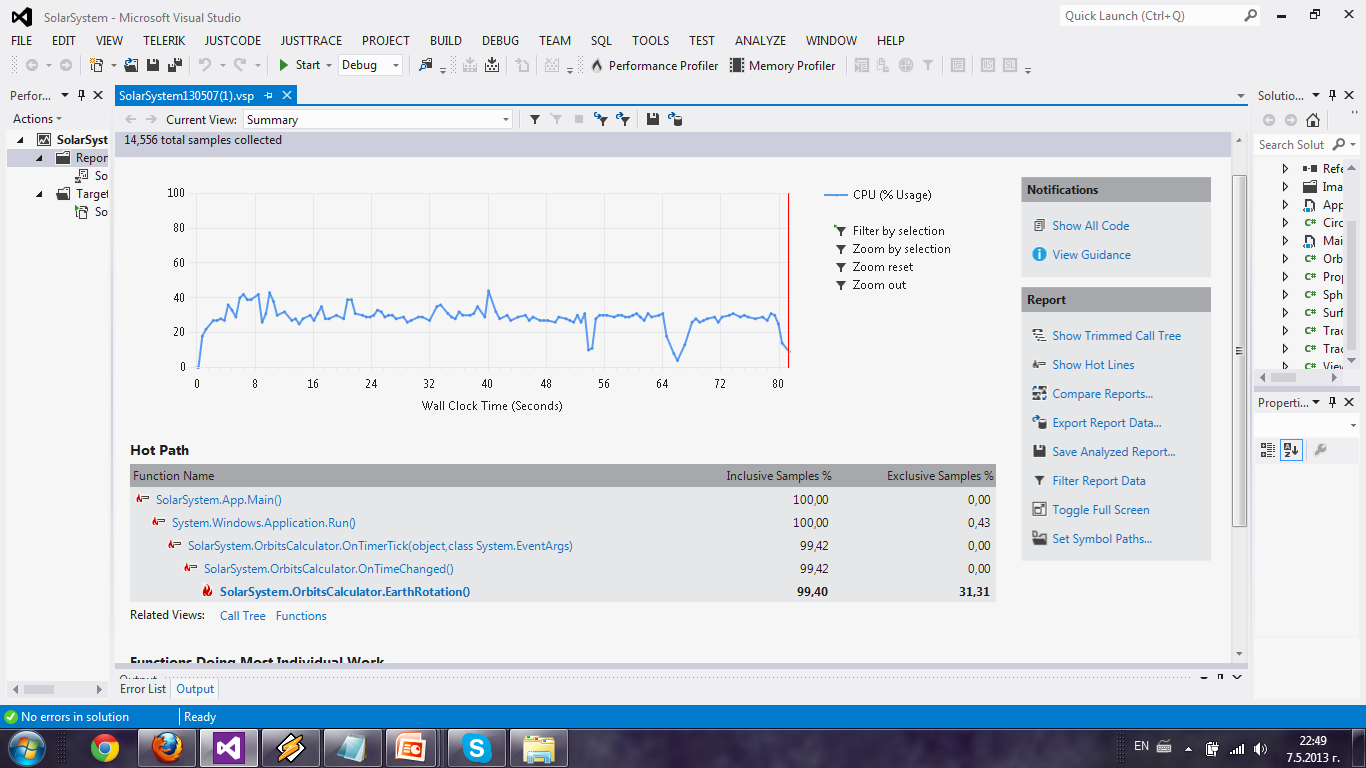 SolarSystem - Microsoft Visual Studio
Quick Launch (Ctrl+Q)
FILE EDIT VIEW TELERIK JUSTCODE JUSTTRACE PROJECT BUILD DEBUG TEAM SQL TOOLS TEST ANALYZE WINDOW HELP
Start Debug Performance Profiler Memory Profiler
Perfor...
SolarSystem130507(1).vsp
Solutio...
Actions
Current View: Summary
Search Solut
14,556 total samples collected
SolarSyst
Repor
So
Target
So
100
80
60
40
20
0
0 8 16 24 32 40 48 56 64 72 80
Wall Clock Time (Seconds)
CPU (% Usage)
Filter by selection
Zoom by selection
Zoom reset
Zoom out
Notifications
Show All Code
View Guidance
Report
Show Trimmed Call Tree
Show Hot Lines
Compare Reports...
Export Report Data...
Save Analyzed Report...
Filter Report Data
Toggle Full Screen
Set Symbol Paths...
Refe
Ima
App
Circ
Mai
Orb
Prop
Sph
Surf
Trac
Trac
View
Properti...
Hot Path
Function Name Inclusive Samples % Exclusive Samples %
SolarSystem.App.Main() 100,00 0,00
System.Windows.Application.Run() 100,00 0,43
SolarSystem.OrbitsCalculator.OnTimerTick(object,class System.EventArgs) 99,42 0,00
SolarSystem.OrbitsCalculator.OnTimeChanged() 99,42 0,00
SolarSystem.OrbitsCalculator.EarthRotation() 99,40 31,31
Related Views: Call Tree Functions
Functions Doing Most Individual Work
Output
Error List Output
No errors in solution Ready
EN
22:49
7.5.2013 г.